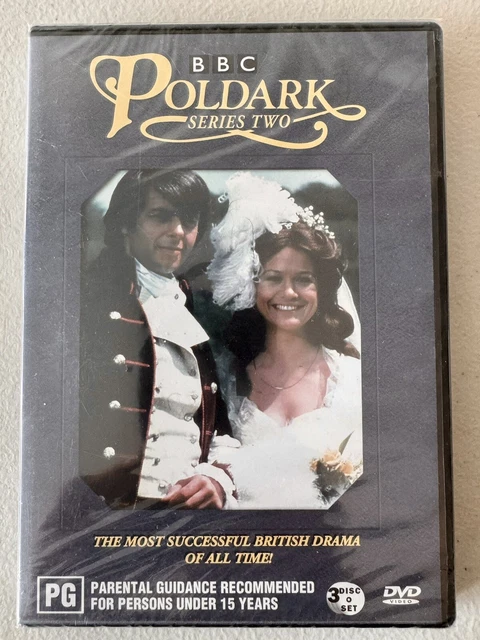 BBC
POLDARK
SERIES TWO
THE MOST SUCCESSFUL BRITISH DRAMA
OF ALL TIME!
PG
PARENTAL GUIDANCE RECOMMENDED
FOR PERSONS UNDER 15 YEARS
3 DISC
O
SET
DVD
VIDEO